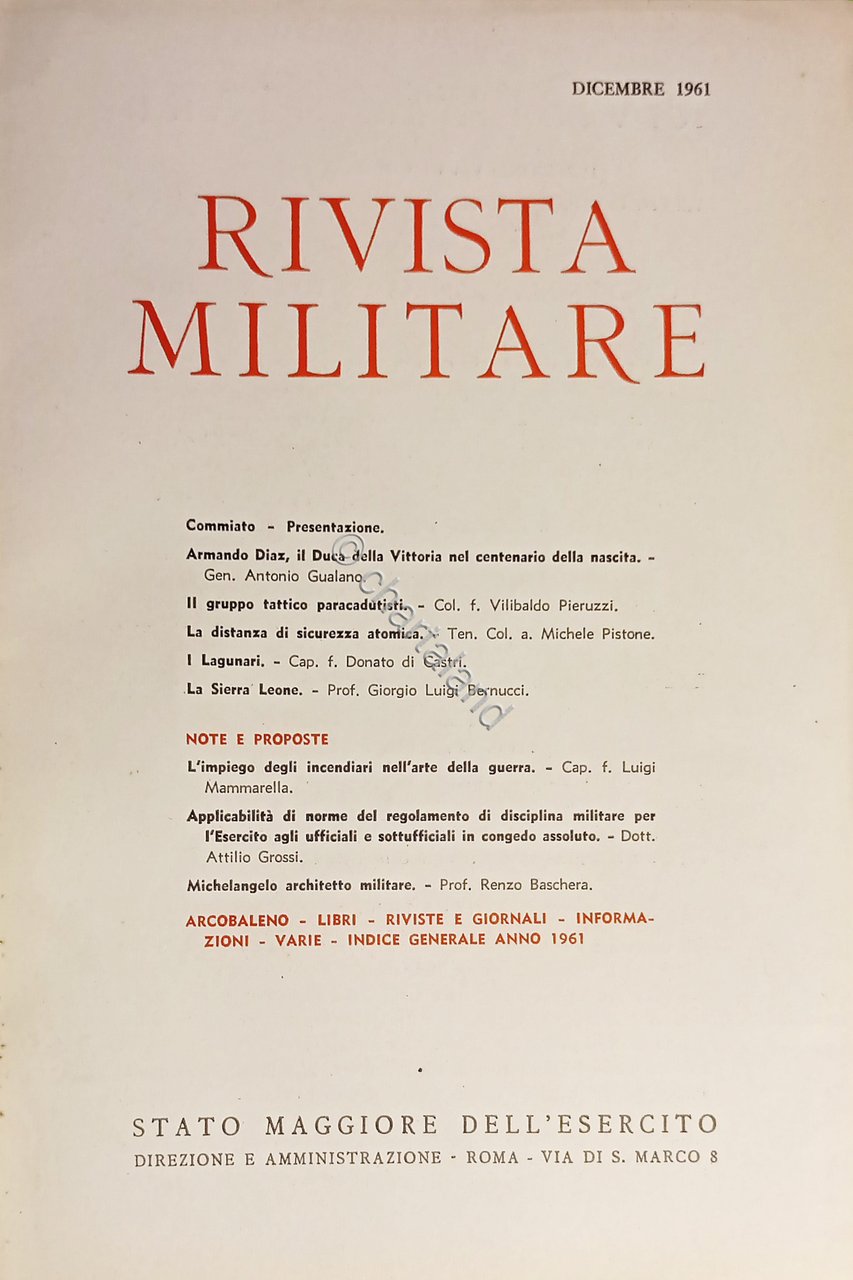 DICEMBRE 1961
RIVISTA
MILITARE
Commiato - Presentazione.
Armando Diaz, il Duca della Vittoria nel centenario della nascita. -
Gen. Antonio Gualano.
Il gruppo tattico paracadutisti. - Col. f. Vilibaldo Pieruzzi.
La distanza di sicurezza atomica. - Ten. Col. a. Michele Pistone.
I Lagunari. - Cap. f. Donato di Castri.
La Sierra Leone. - Prof. Giorgio Luigi Bernucci.
© chartaland
NOTE E PROPOSTE
L'impiego degli incendiari nell'arte della guerra. - Cap. f. Luigi
Mammarella.
Applicabilità di norme del regolamento di disciplina militare per
l'Esercito agli ufficiali e sottufficiali in congedo assoluto. - Dott.
Attilio Grossi.
Michelangelo architetto militare. - Prof. Renzo Baschera.
ARCOBALENO - LIBRI - RIVISTE E GIORNALI - INFORMA-
ZIONI - VARIE - INDICE GENERALE ANNO 1961
STATO MAGGIORE DELL'ESERCITO
DIREZIONE E AMMINISTRAZIONE - ROMA - VIA DI S. MARCO 8